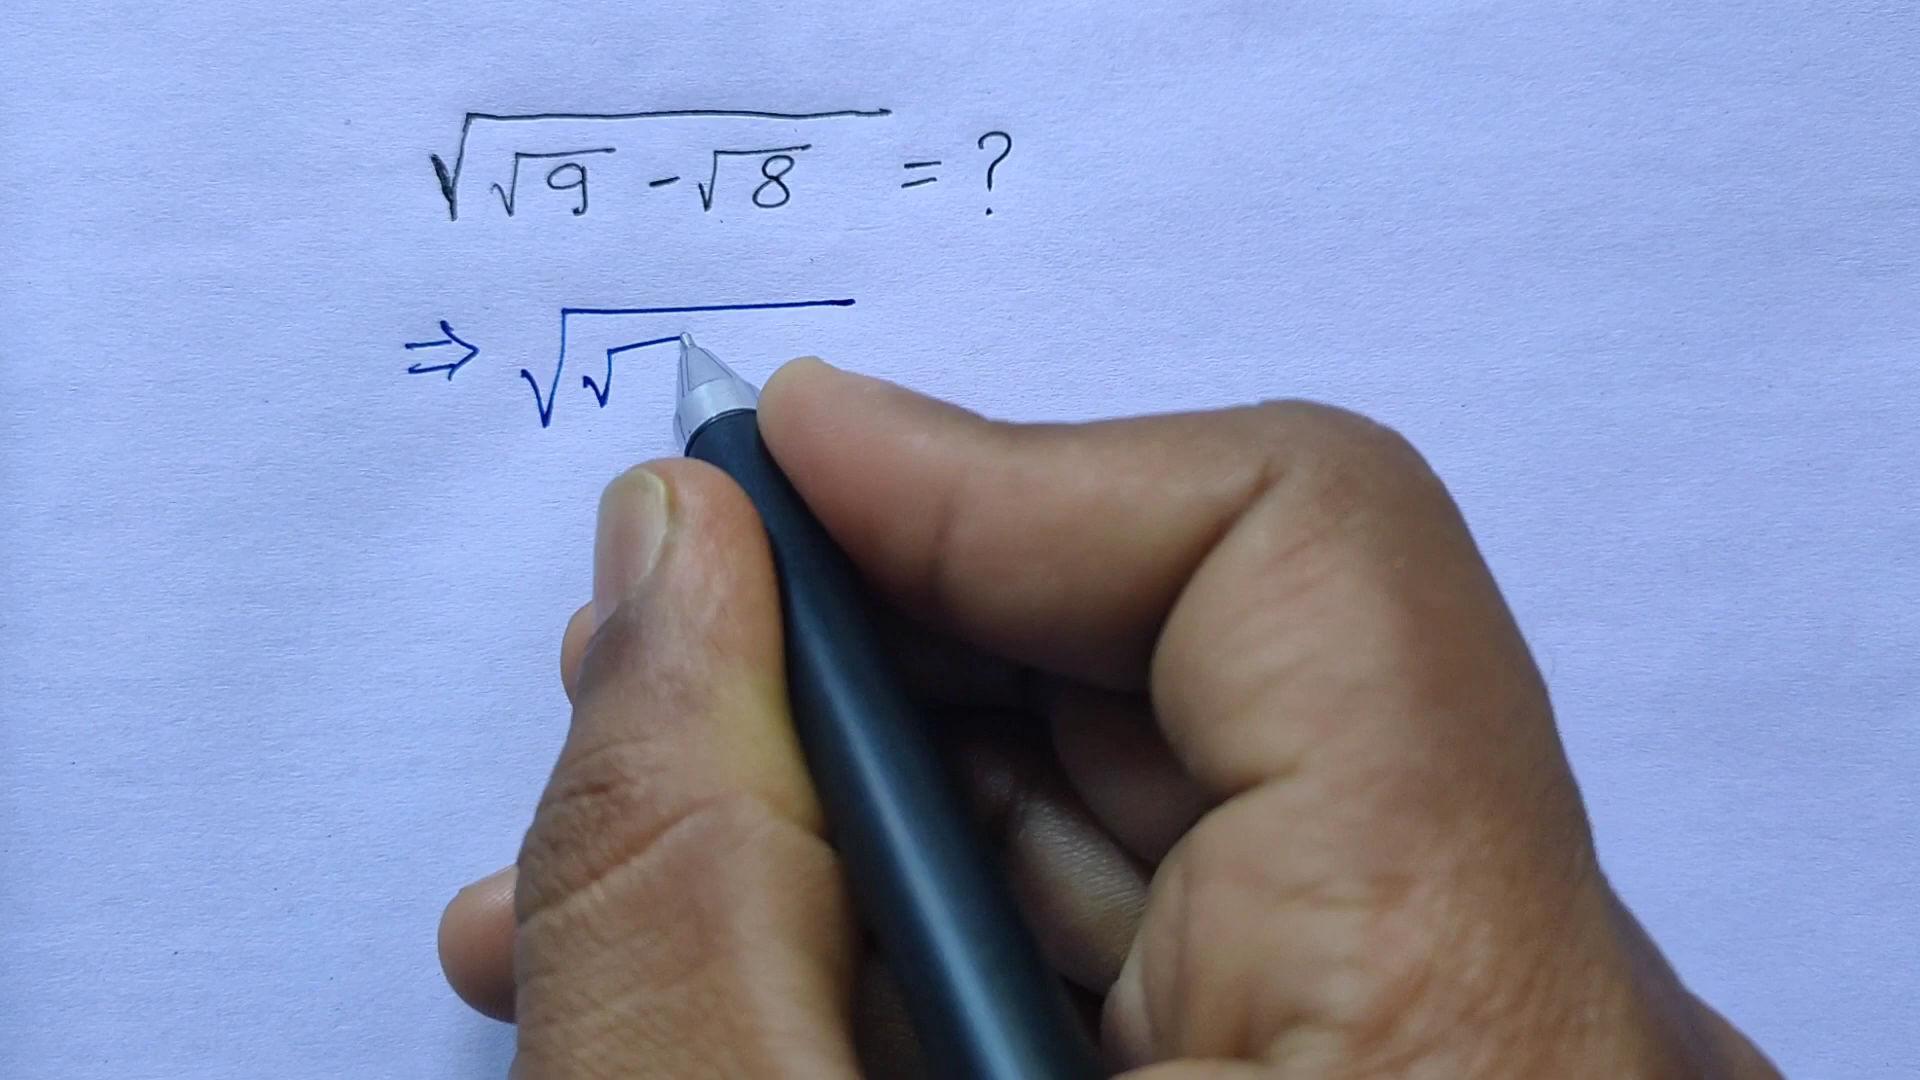 √(√9 - √8) = ?
⇒ √(√